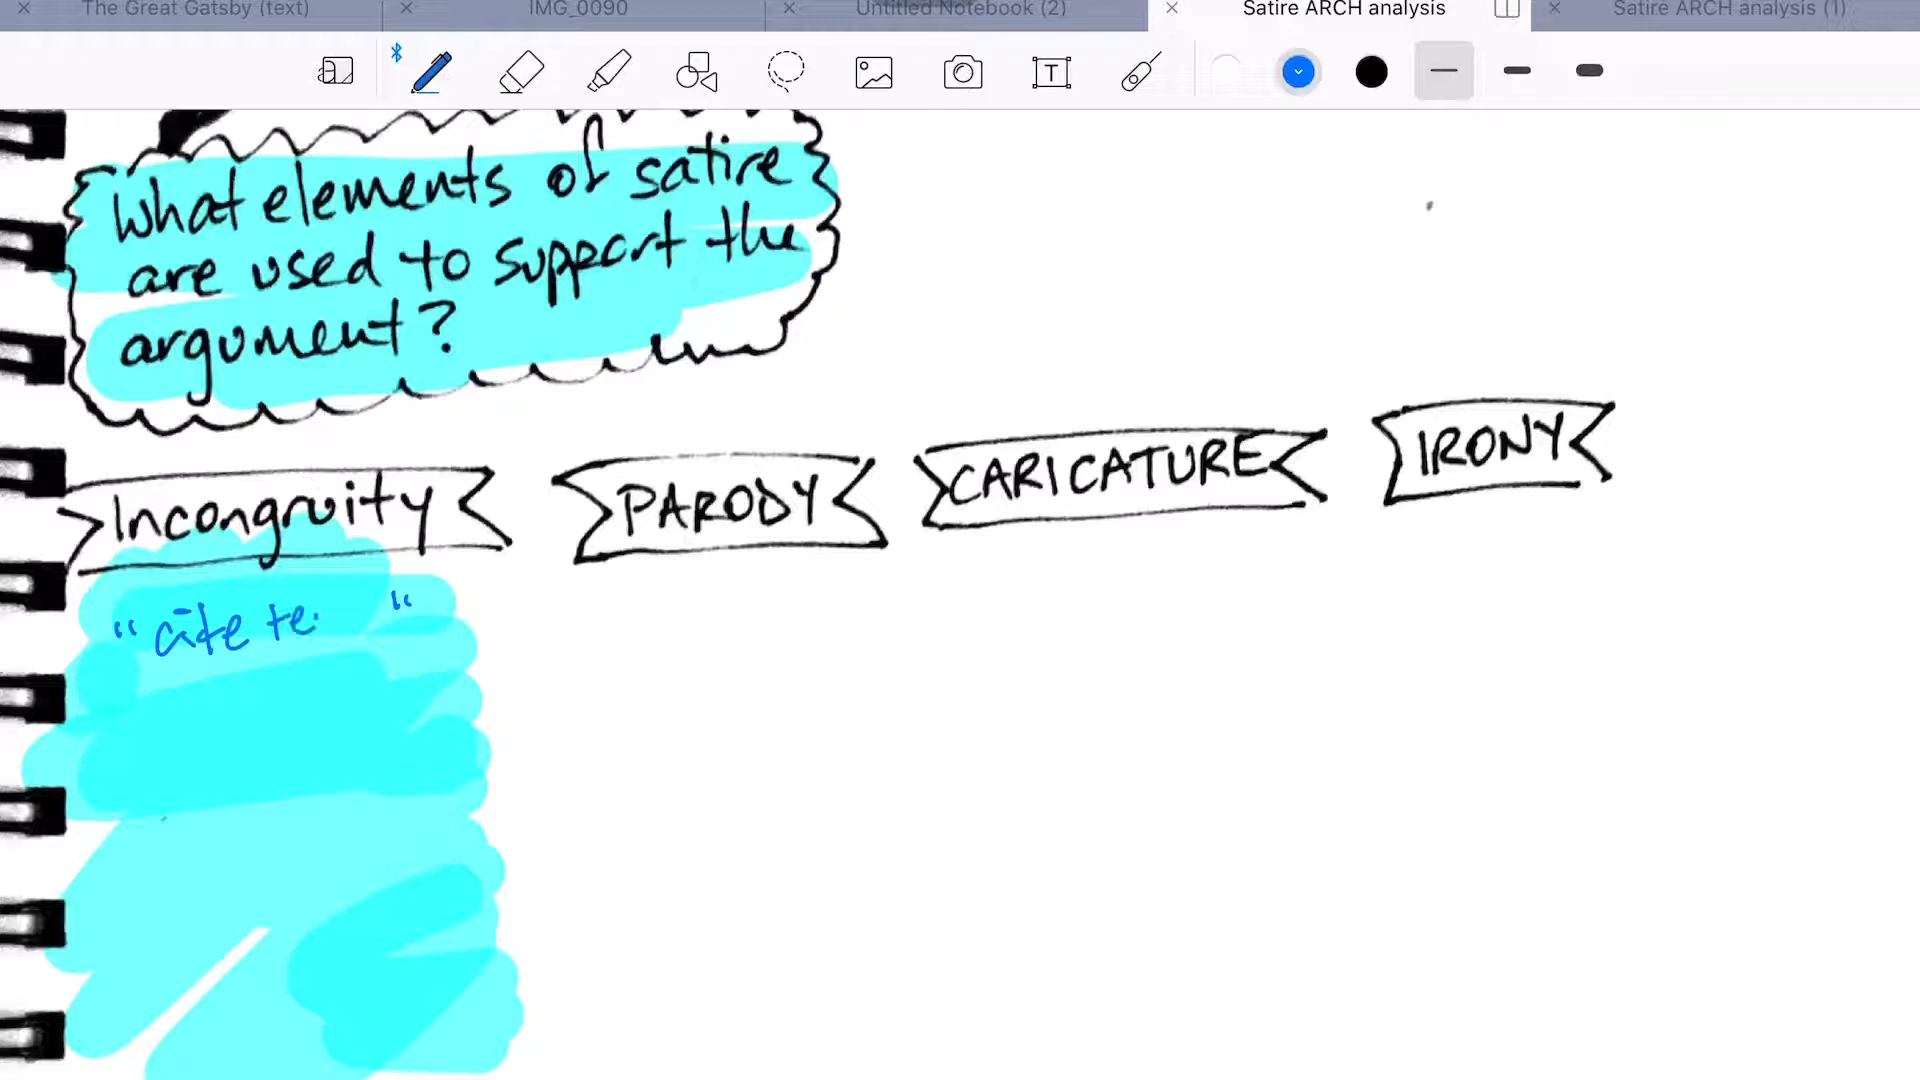 The Great Gatsby (text)
IMG_0090
Untitled Notebook (2)
Satire ARCH analysis
Satire ARCH analysis (1)
What elements of satire
are used to support the
argument?
Incongruity
PARODY
CARICATURE
IRONY
"cite te "